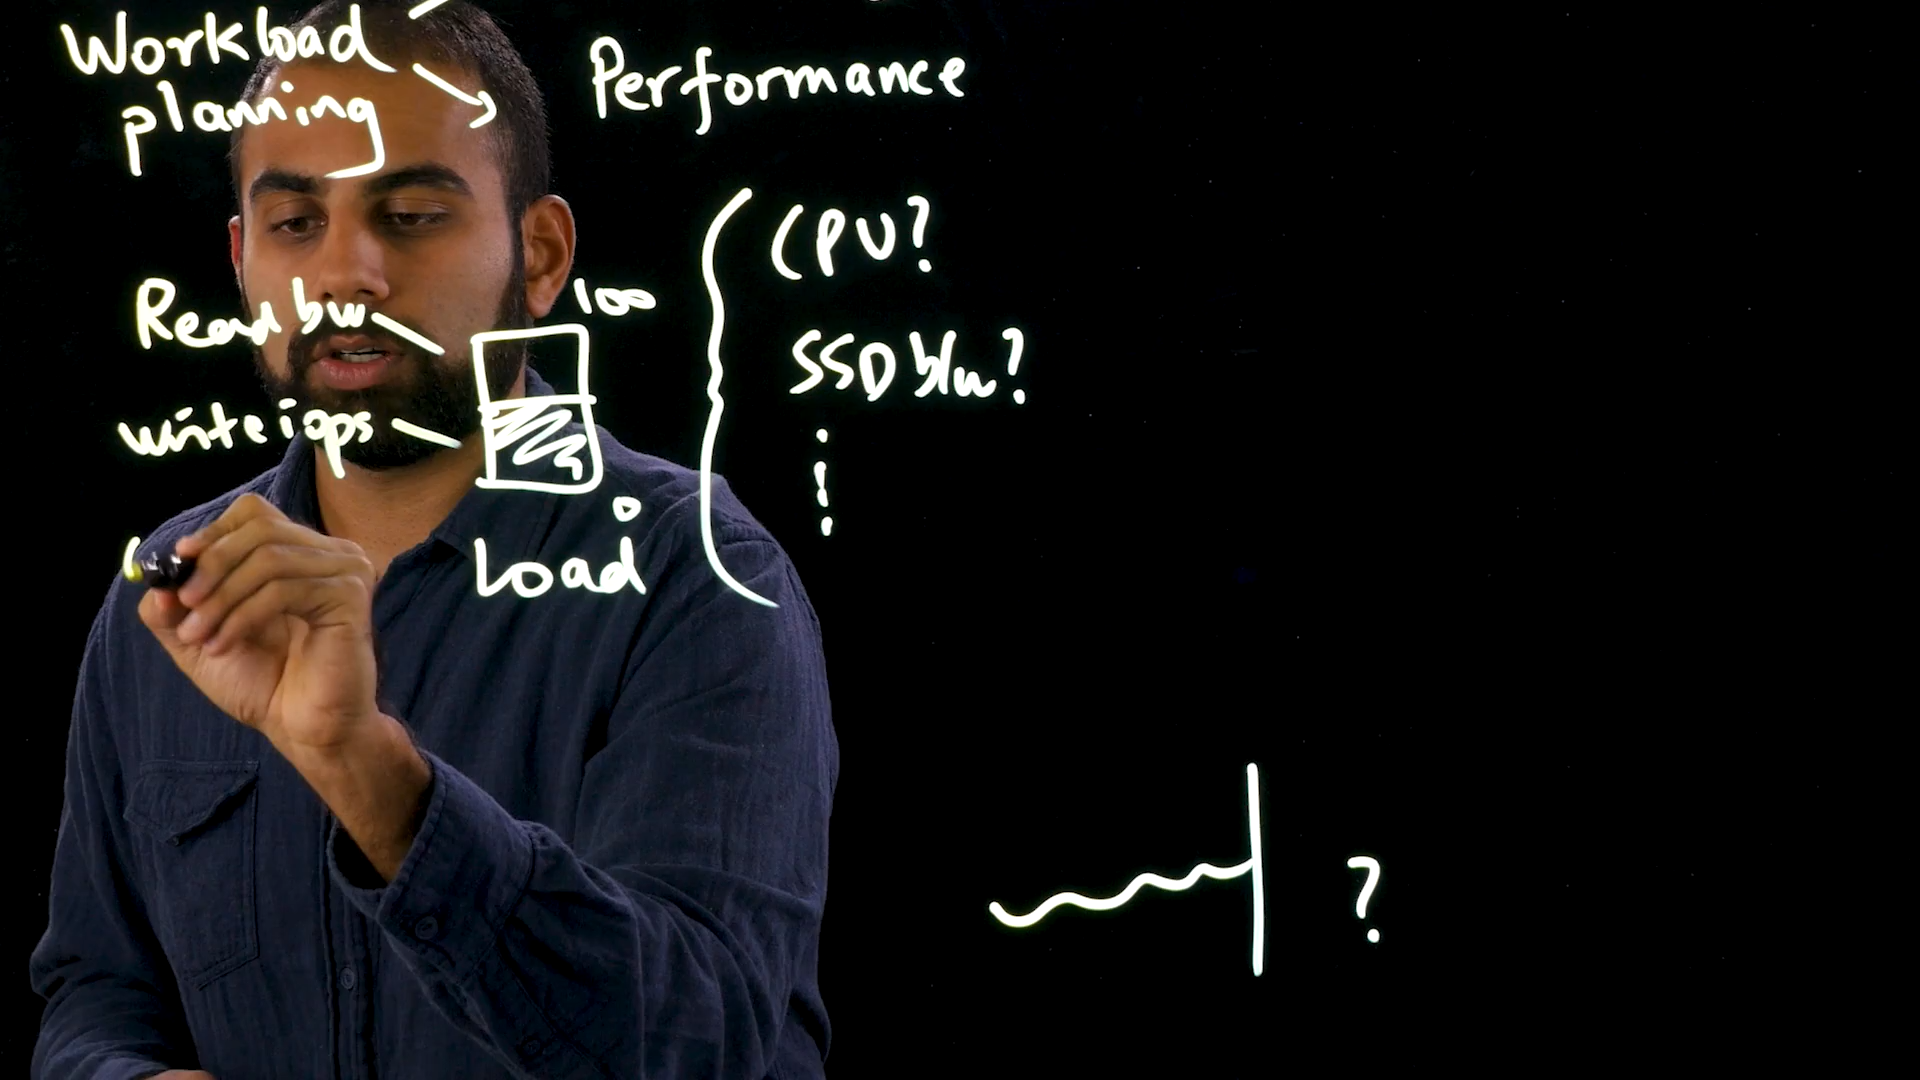 Workload
planning
Performance
CPU?
Read bw
100
SSD b/w?
write iops
0
Load
?